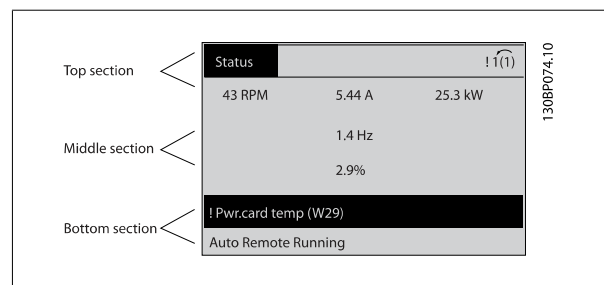 Top section
Status
! 1(1)
43 RPM 5.44 A 25.3 kW
Middle section
1.4 Hz
2.9%
Bottom section
! Pwr.card temp (W29)
Auto Remote Running
130BP074.10